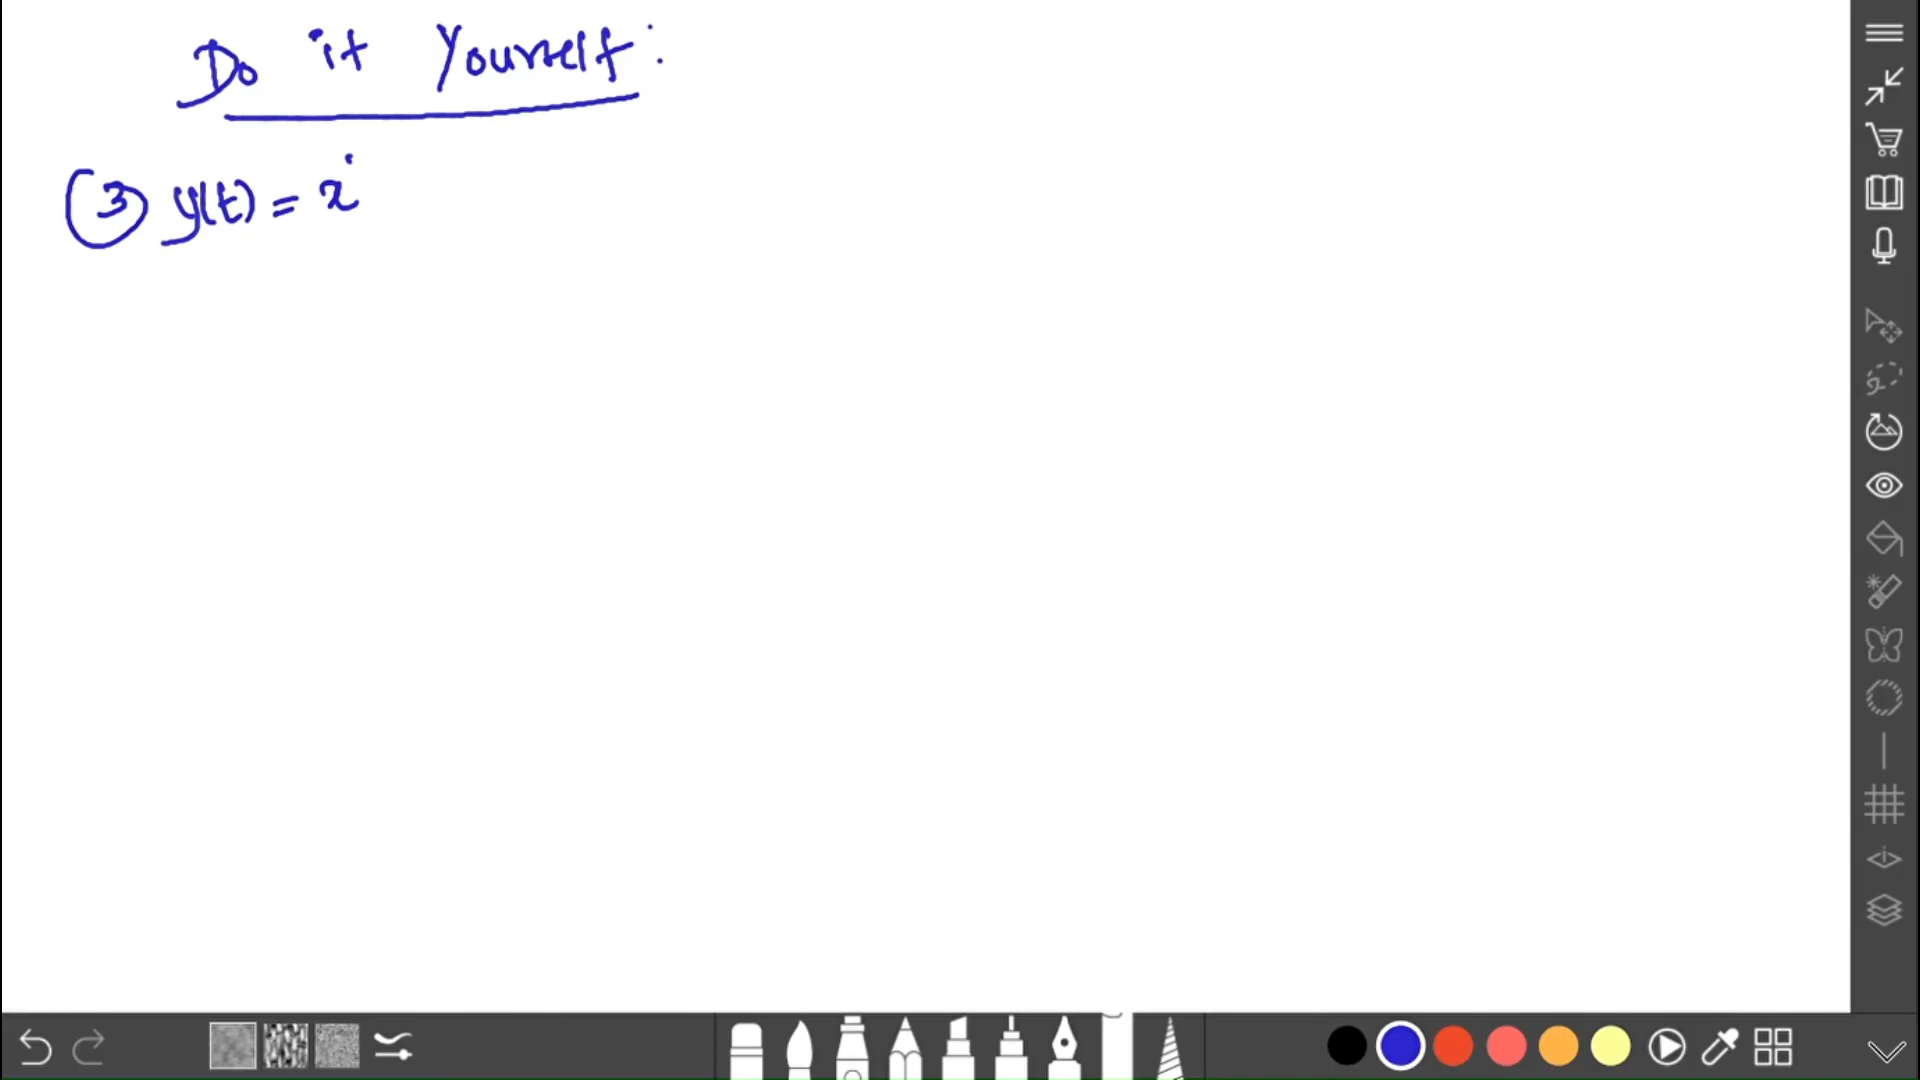 Do it Yourself:
(3) y(t) = x